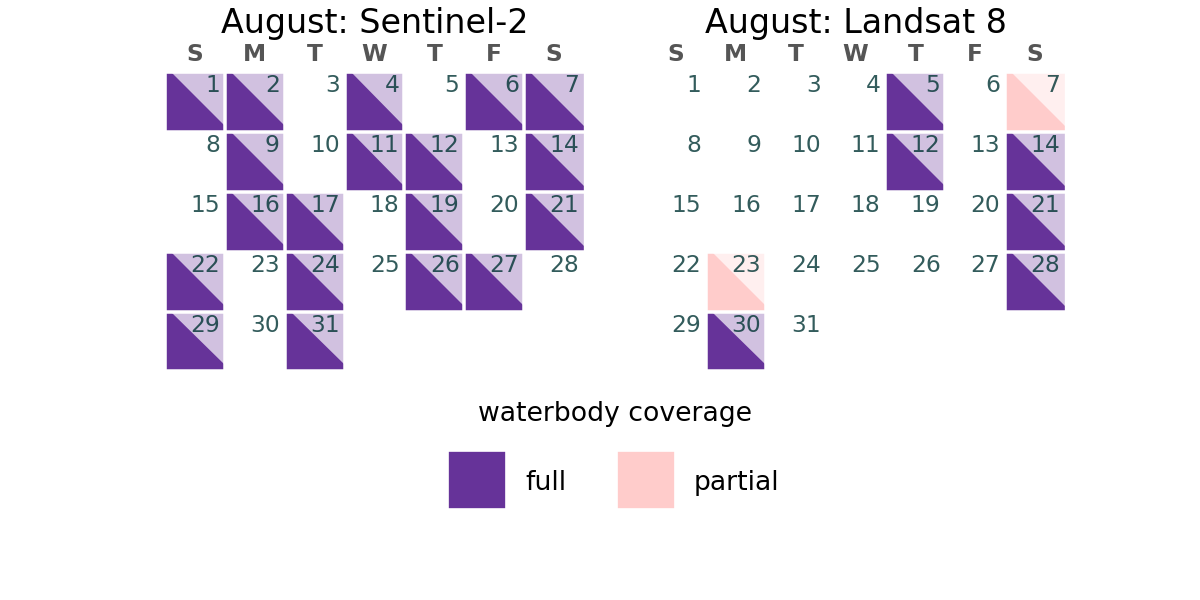 August: Sentinel-2
S M T W T F S
1 2 3 4 5 6 7
8 9 10 11 12 13 14
15 16 17 18 19 20 21
22 23 24 25 26 27 28
29 30 31
August: Landsat 8
S M T W T F S
1 2 3 4 5 6 7
8 9 10 11 12 13 14
15 16 17 18 19 20 21
22 23 24 25 26 27 28
29 30 31
waterbody coverage
full partial